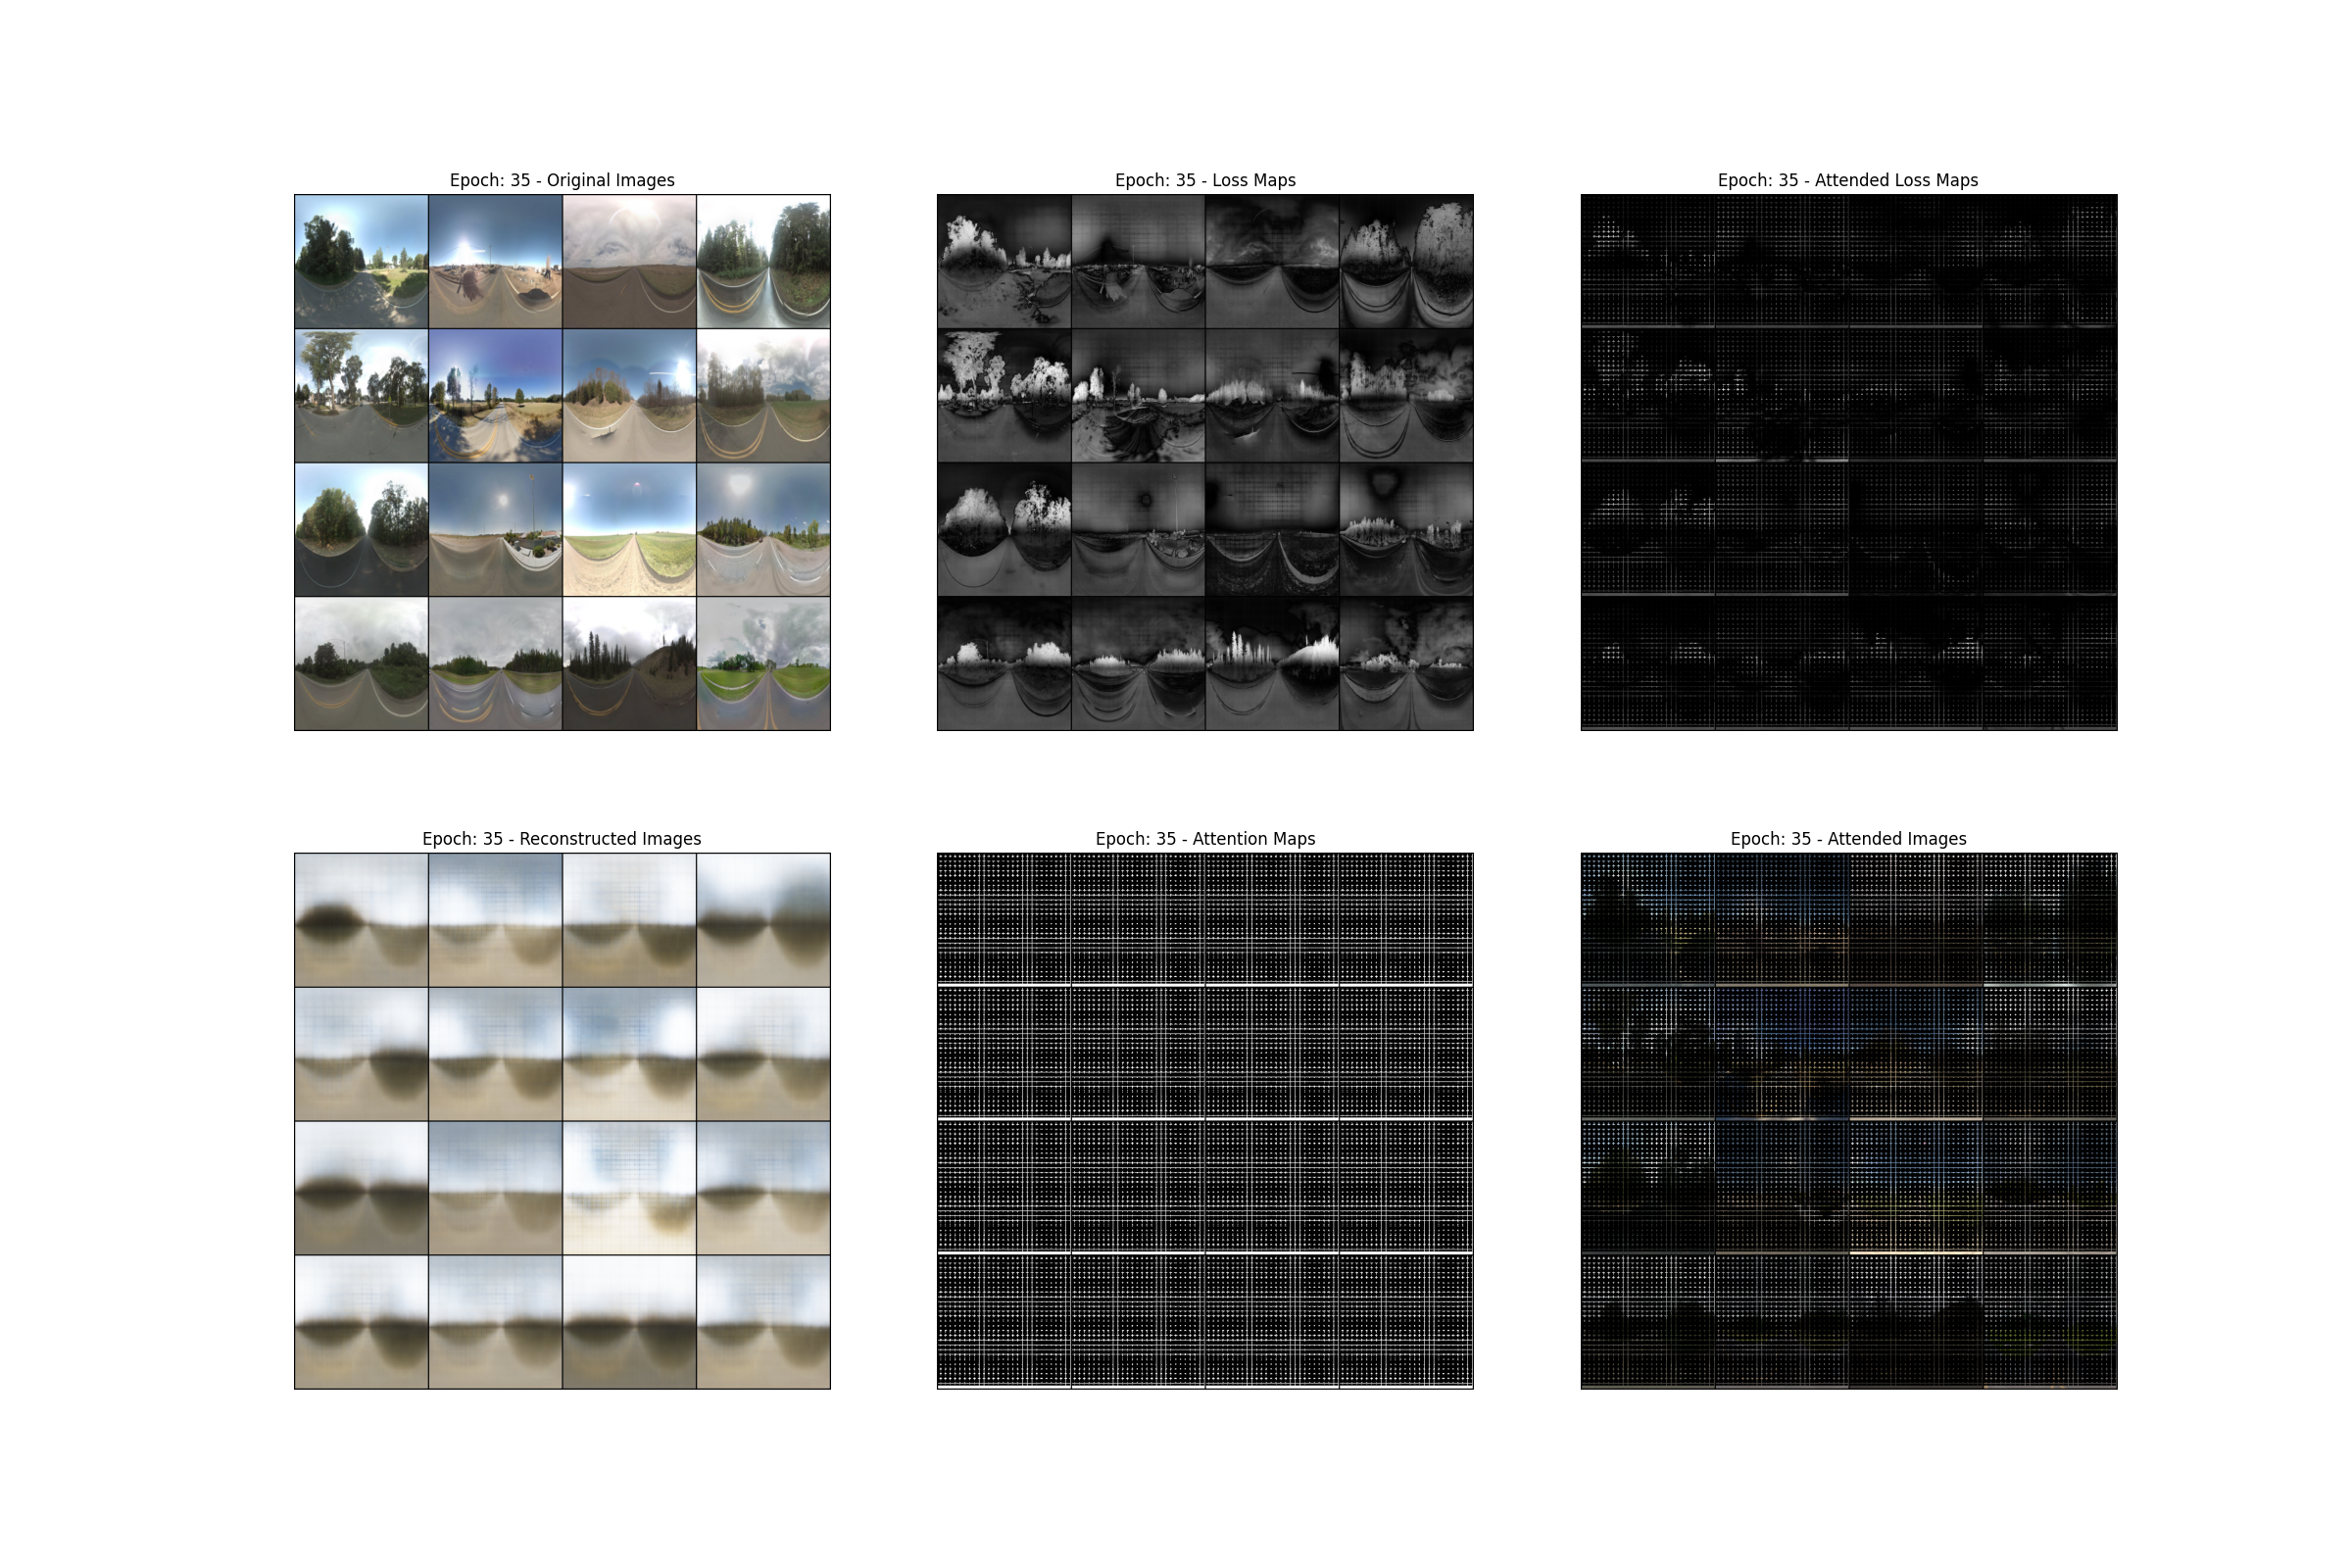 Epoch: 35 - Original Images
Epoch: 35 - Loss Maps
Epoch: 35 - Attended Loss Maps
Epoch: 35 - Reconstructed Images
Epoch: 35 - Attention Maps
Epoch: 35 - Attended Images